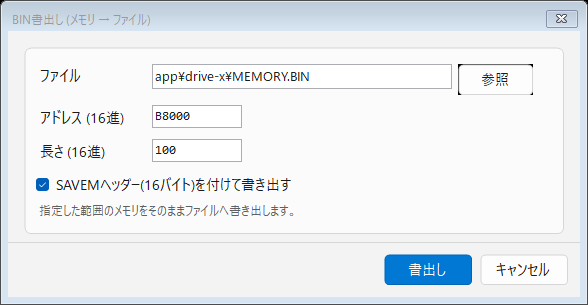 BIN書出し(メモリ ー ファイル)
ファイル
app¥drive-x¥MEMORY.BIN
参照
アドレス (16進)
B8000
長さ(16進)
100
SAVEMヘッダー(16バイト)を付けて書き出す
指定した範囲のメモリをそのままファイルへ書き出します。
書出し
キャンセル